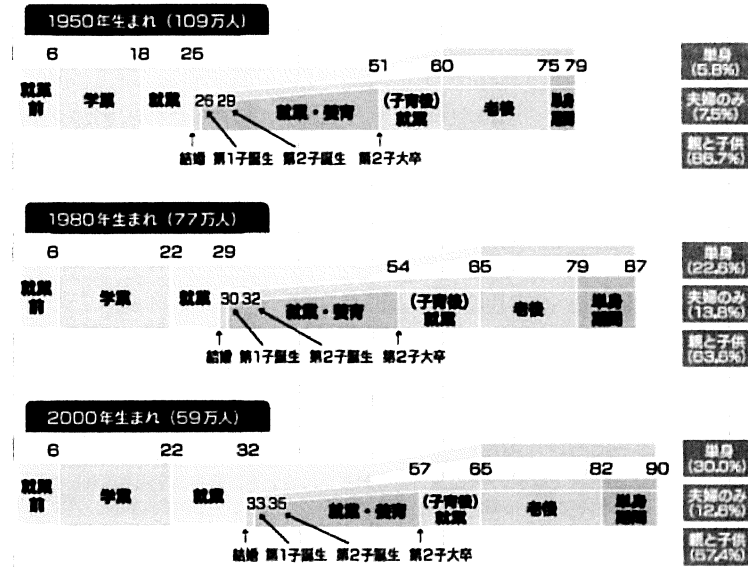 1950年生まれ（109万人）
6 18 25 51 60 75 79
単身
(5.8%)
就業
前
学業 就業 26 28 就業・養育 (子育後)
就業
老後 単身
期間
夫婦のみ
(7.5%)
結婚 第1子誕生 第2子誕生 第2子大卒
親と子供
(86.7%)
1980年生まれ（77万人）
6 22 29 54 65 79 87
単身
(22.6%)
就業
前
学業 就業 30 32 就業・養育 (子育後)
就業
老後 単身
期間
夫婦のみ
(13.8%)
結婚 第1子誕生 第2子誕生 第2子大卒
親と子供
(63.6%)
2000年生まれ（59万人）
6 22 32 57 65 82 90
単身
(30.0%)
就業
前
学業 就業 33 35 就業・養育 (子育後)
就業
老後 単身
期間
夫婦のみ
(12.6%)
結婚 第1子誕生 第2子誕生 第2子大卒
親と子供
(57.4%)